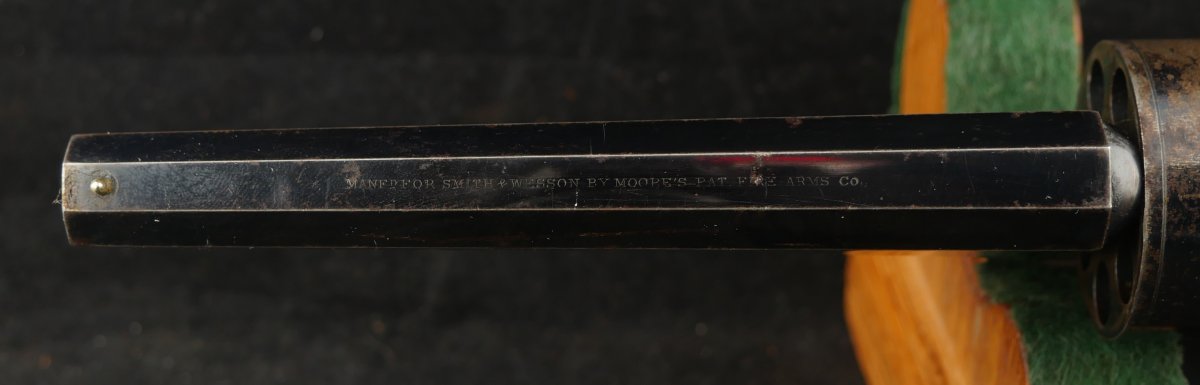 MANF'D FOR SMITH & WESSON BY MOORE'S PAT. FIRE ARMS CO.